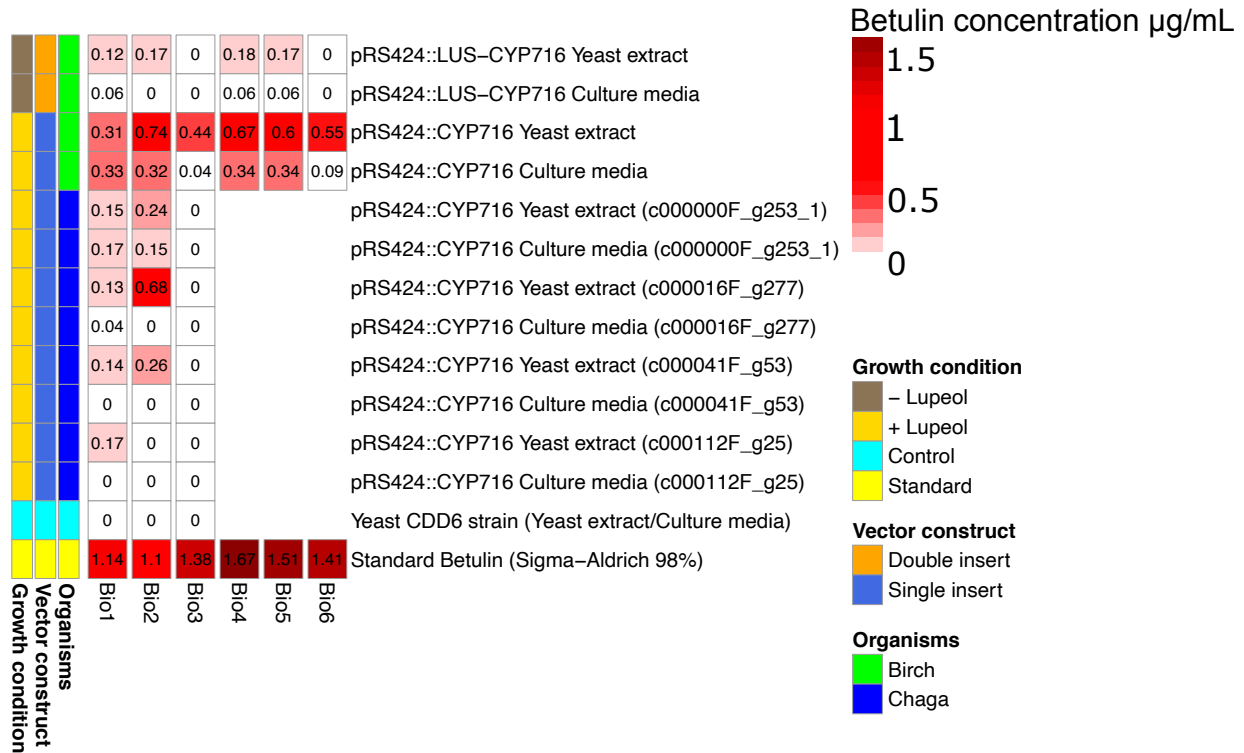 Betulin concentration µg/mL
1.5
1
0.5
0
0.12 0.17 0 0.18 0.17 0 pRS424::LUS−CYP716 Yeast extract
0.06 0 0 0.06 0.06 0 pRS424::LUS−CYP716 Culture media
0.31 0.74 0.44 0.67 0.6 0.55 pRS424::CYP716 Yeast extract
0.33 0.32 0.04 0.34 0.34 0.09 pRS424::CYP716 Culture media
0.15 0.24 0 pRS424::CYP716 Yeast extract (c000000F_g253_1)
0.17 0.15 0 pRS424::CYP716 Culture media (c000000F_g253_1)
0.13 0.68 0 pRS424::CYP716 Yeast extract (c000016F_g277)
0.04 0 0 pRS424::CYP716 Culture media (c000016F_g277)
0.14 0.26 0 pRS424::CYP716 Yeast extract (c000041F_g53)
0 0 0 pRS424::CYP716 Culture media (c000041F_g53)
0.17 0 0 pRS424::CYP716 Yeast extract (c000112F_g25)
0 0 0 pRS424::CYP716 Culture media (c000112F_g25)
0 0 0 Yeast CDD6 strain (Yeast extract/Culture media)
1.14 1.1 1.38 1.67 1.51 1.41 Standard Betulin (Sigma−Aldrich 98%)
Growth condition
Vector construct
Organisms
Bio1
Bio2
Bio3
Bio4
Bio5
Bio6
Growth condition
− Lupeol
+ Lupeol
Control
Standard
Vector construct
Double insert
Single insert
Organisms
Birch
Chaga